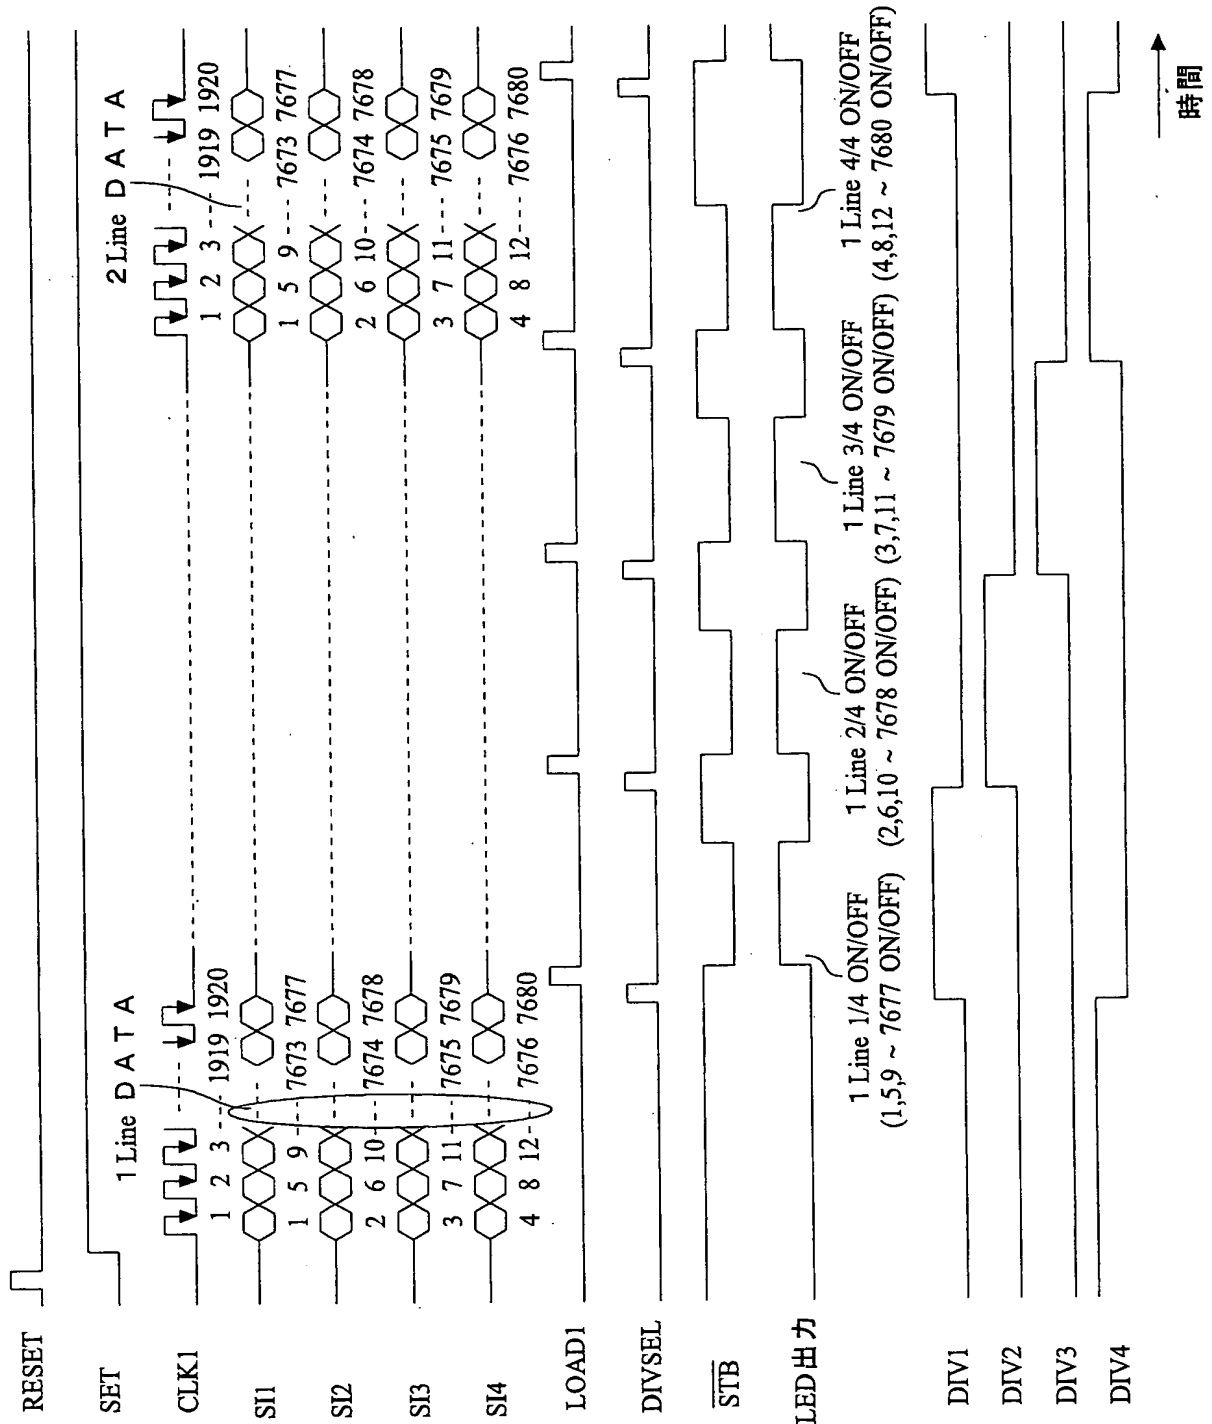 RESET
SET
1 Line DATA
2 Line DATA
CLK1
1 2 3 --- 1919 1920
1 2 3 --- 1919 1920
SI1
1 5 9 --- 7673 7677
1 5 9 --- 7673 7677
SI2
2 6 10 --- 7674 7678
2 6 10 --- 7674 7678
SI3
3 7 11 --- 7675 7679
3 7 11 --- 7675 7679
SI4
4 8 12 --- 7676 7680
4 8 12 --- 7676 7680
LOAD1
DIVSEL
STB
LED出力
1 Line 1/4 ON/OFF
(1,5,9 ~ 7677 ON/OFF)
1 Line 2/4 ON/OFF
(2,6,10 ~ 7678 ON/OFF)
1 Line 3/4 ON/OFF
(3,7,11 ~ 7679 ON/OFF)
1 Line 4/4 ON/OFF
(4,8,12 ~ 7680 ON/OFF)
DIV1
DIV2
DIV3
DIV4
時間